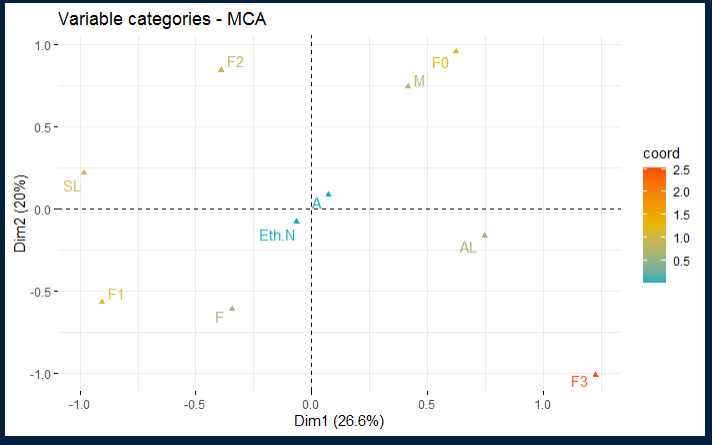 Variable categories - MCA
1.0
0.5
0.0
-0.5
-1.0
Dim2 (20%)
F2
F0
M
SL
A
Eth.N
AL
F1
F
F3
-1.0
-0.5
0.0
0.5
1.0
Dim1 (26.6%)
coord
2.5
2.0
1.5
1.0
0.5